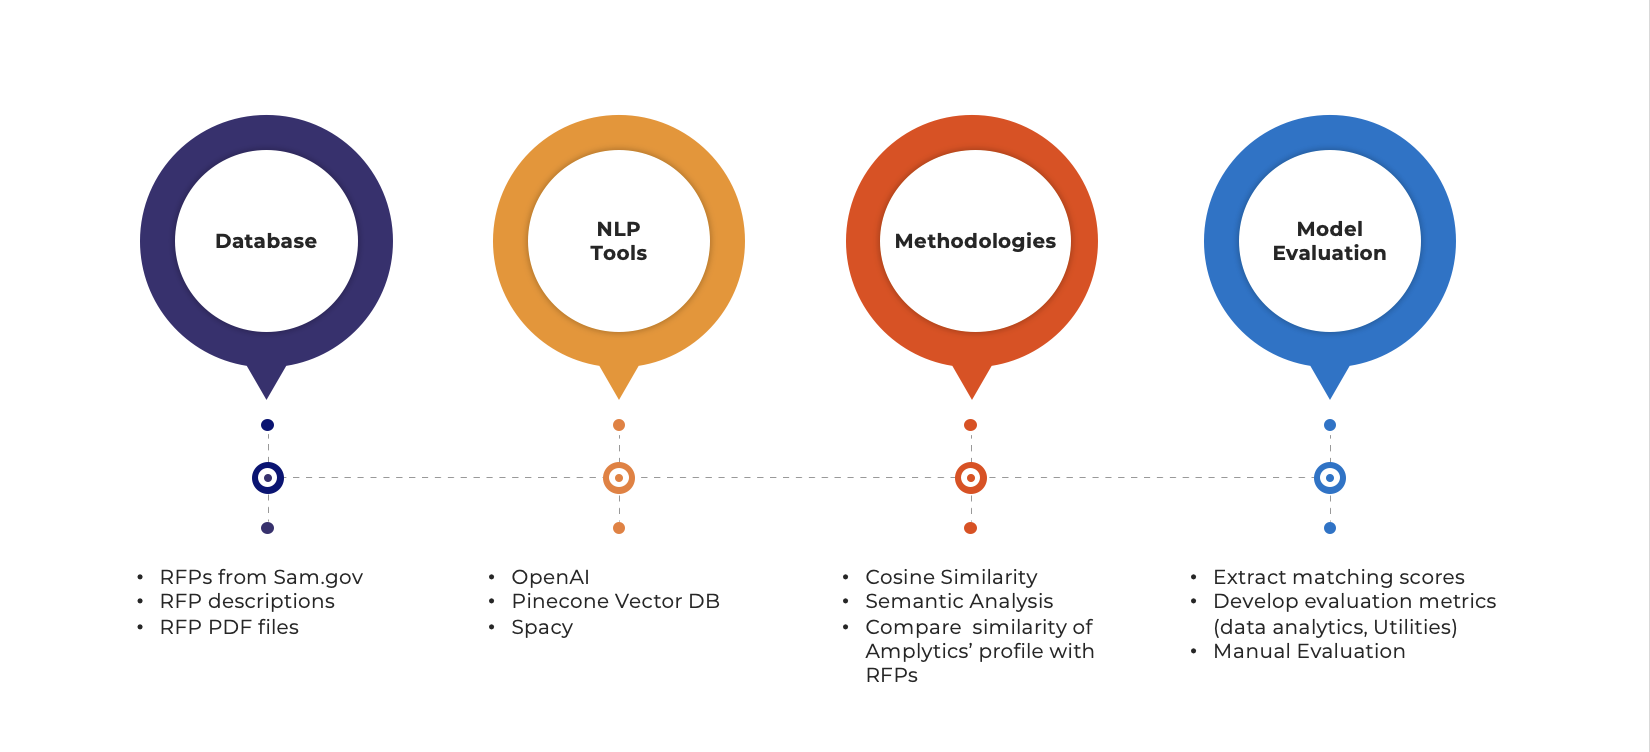 Database
NLP
Tools
Methodologies
Model
Evaluation
• RFPs from Sam.gov
• RFP descriptions
• RFP PDF files
• OpenAI
• Pinecone Vector DB
• Spacy
• Cosine Similarity
• Semantic Analysis
• Compare  similarity of
Amplytics’ profile with
RFPs
• Extract matching scores
• Develop evaluation metrics
(data analytics, Utilities)
• Manual Evaluation